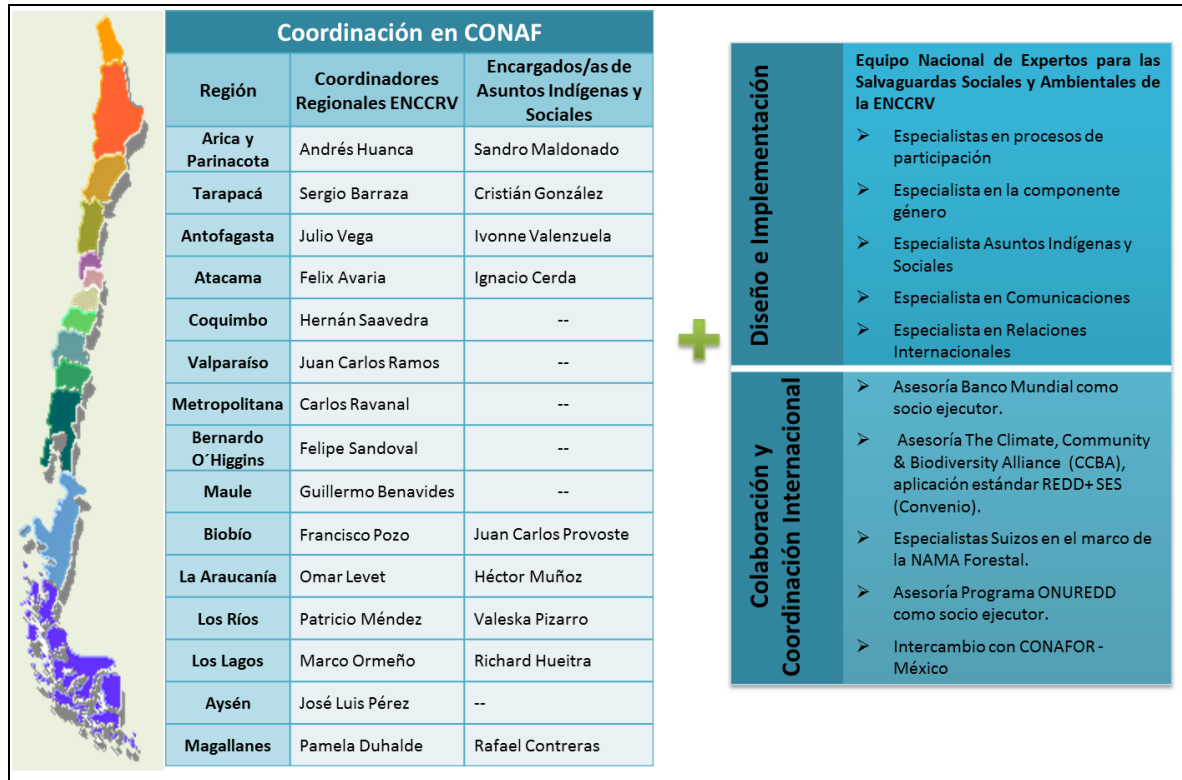 Coordinación en CONAF
Región
Coordinadores
Regionales ENCCRV
Encargados/as de
Asuntos Indígenas y
Sociales
Arica y
Parinacota
Andrés Huanca
Sandro Maldonado
Tarapacá
Sergio Barraza
Cristián González
Antofagasta
Julio Vega
Ivonne Valenzuela
Atacama
Felix Avaria
Ignacio Cerda
Coquimbo
Hernán Saavedra
--
Valparaíso
Juan Carlos Ramos
--
Metropolitana
Carlos Ravanal
--
Bernardo
O´Higgins
Felipe Sandoval
--
Maule
Guillermo Benavides
--
Biobío
Francisco Pozo
Juan Carlos Provoste
La Araucanía
Omar Levet
Héctor Muñoz
Los Ríos
Patricio Méndez
Valeska Pizarro
Los Lagos
Marco Ormeño
Richard Hueitra
Aysén
José Luis Pérez
--
Magallanes
Pamela Duhalde
Rafael Contreras
Diseño e Implementación
Equipo Nacional de Expertos para las
Salvaguardas Sociales y Ambientales de
la ENCCRV
➢ Especialistas en procesos de
participación
➢ Especialista en la componente
género
➢ Especialista Asuntos Indígenas y
Sociales
➢ Especialista en Comunicaciones
➢ Especialista en Relaciones
Internacionales
Colaboración y
Coordinación Internacional
➢ Asesoría Banco Mundial como
socio ejecutor.
➢ Asesoría The Climate, Community
& Biodiversity Alliance (CCBA),
aplicación estándar REDD+ SES
(Convenio).
➢ Especialistas Suizos en el marco de
la NAMA Forestal.
➢ Asesoría Programa ONUREDD
como socio ejecutor.
➢ Intercambio con CONAFOR -
México